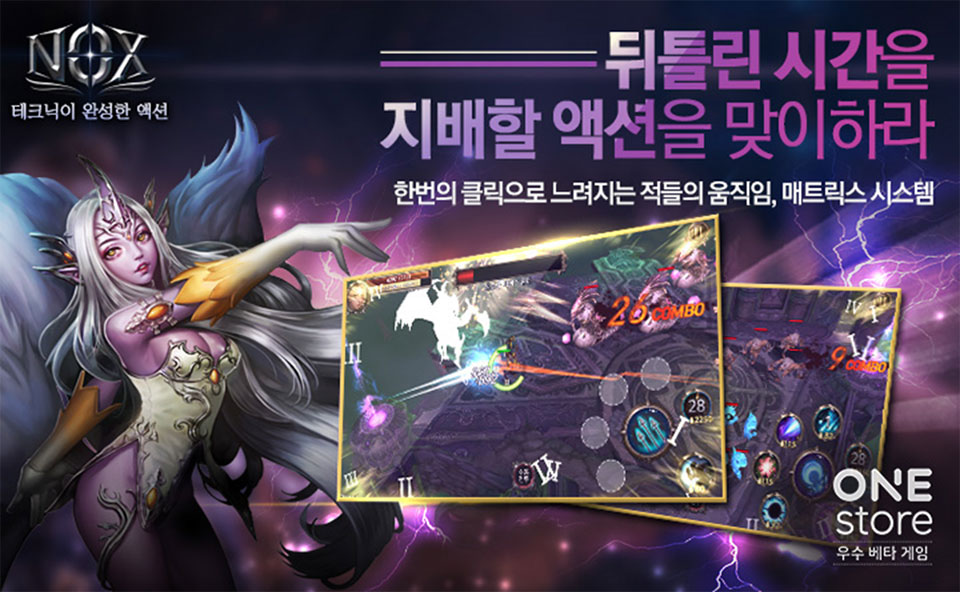 NOX
테크닉이 완성한 액션
뒤틀린 시간을
지배할 액션을 맞이하라
한번의 클릭으로 느려지는 적들의 움직임, 매트릭스 시스템
26 COMBO
9 COMBO
28
28
ONE
store
우수 베타 게임